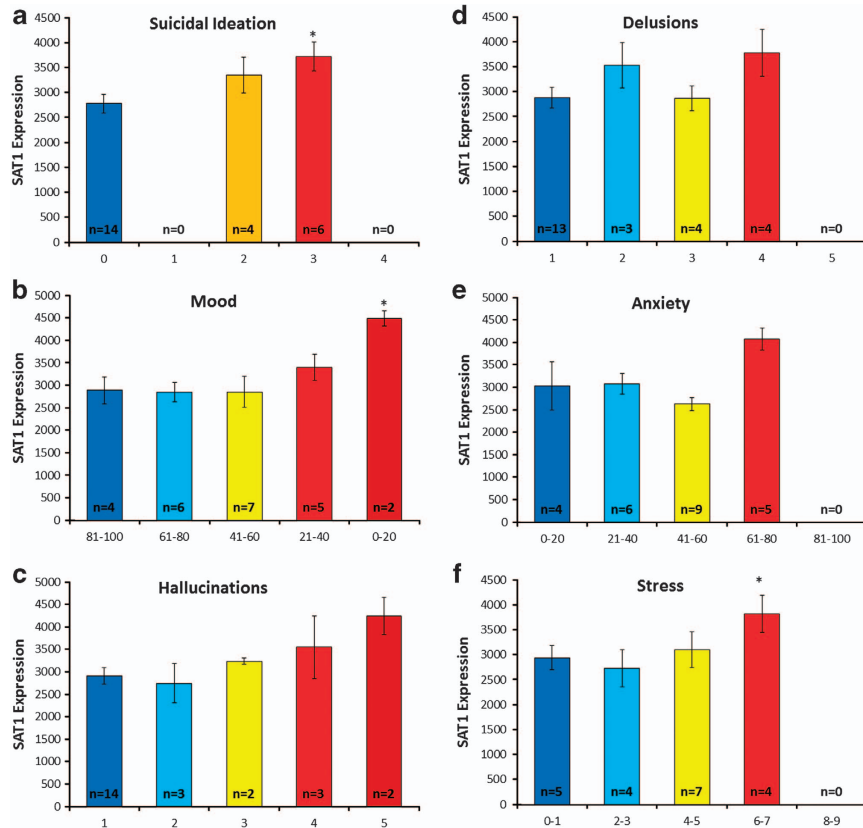 a
Suicidal Ideation
SAT1 Expression
4500
4000
3500
3000
2500
2000
1500
1000
500
0
*
n=14
n=0
n=4
n=6
n=0
0
1
2
3
4
b
Mood
SAT1 Expression
5000
4500
4000
3500
3000
2500
2000
1500
1000
500
0
*
n=4
n=6
n=7
n=5
n=2
81-100
61-80
41-60
21-40
0-20
c
Hallucinations
SAT1 Expression
5000
4500
4000
3500
3000
2500
2000
1500
1000
500
0
n=14
n=3
n=2
n=3
n=2
1
2
3
4
5
d
Delusions
SAT1 Expression
4500
4000
3500
3000
2500
2000
1500
1000
500
0
n=13
n=3
n=4
n=4
n=0
1
2
3
4
5
e
Anxiety
SAT1 Expression
5000
4500
4000
3500
3000
2500
2000
1500
1000
500
0
n=4
n=6
n=9
n=5
n=0
0-20
21-40
41-60
61-80
81-100
f
Stress
SAT1 Expression
4500
4000
3500
3000
2500
2000
1500
1000
500
0
*
n=5
n=4
n=7
n=4
n=0
0-1
2-3
4-5
6-7
8-9